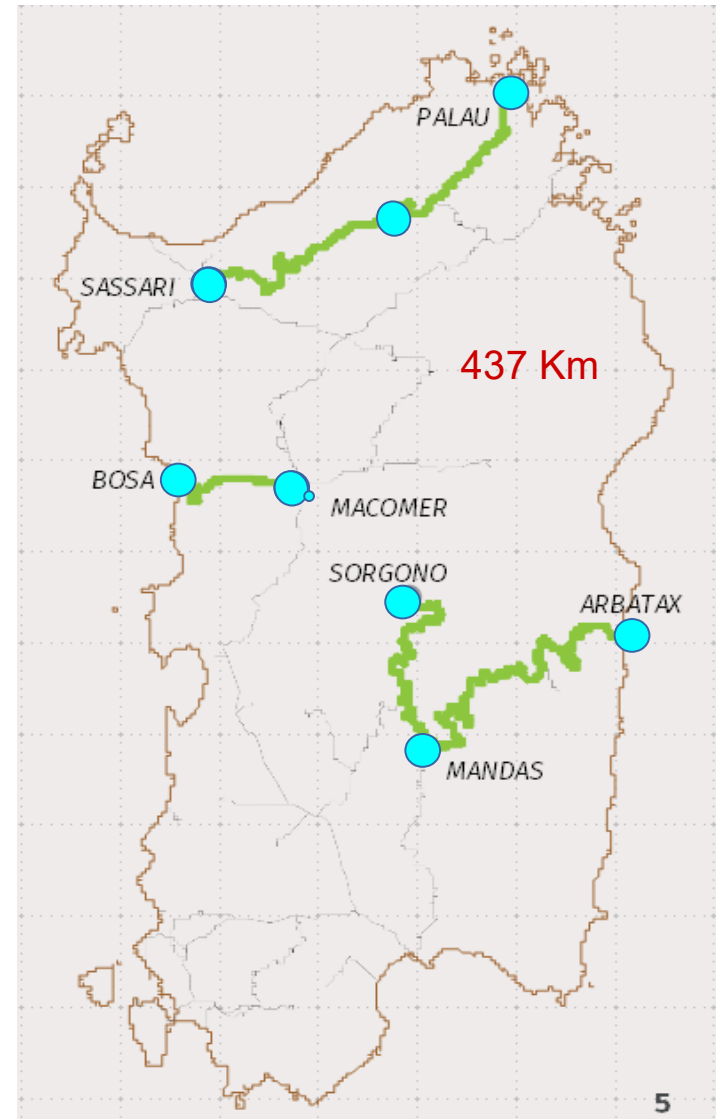 PALAU
SASSARI
437 Km
BOSA
MACOMER
SORGONO
ARBATAX
MANDAS
5